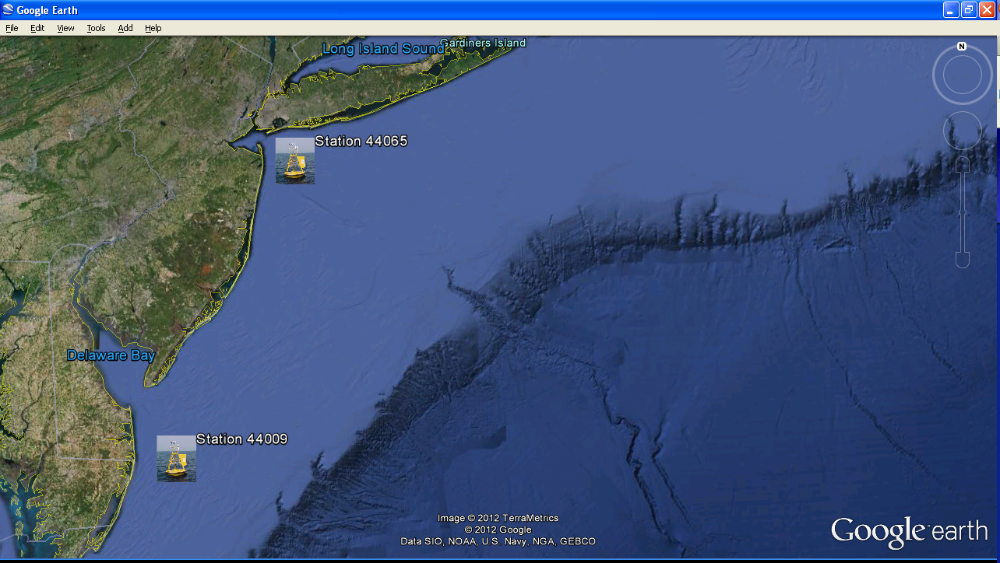 Google Earth
File Edit View Tools Add Help
Gardiners Island
Long Island Sound
N
Station 44065
Delaware Bay
Station 44009
Image © 2012 TerraMetrics
© 2012 Google
Data SIO, NOAA, U.S. Navy, NGA, GEBCO
Google earth